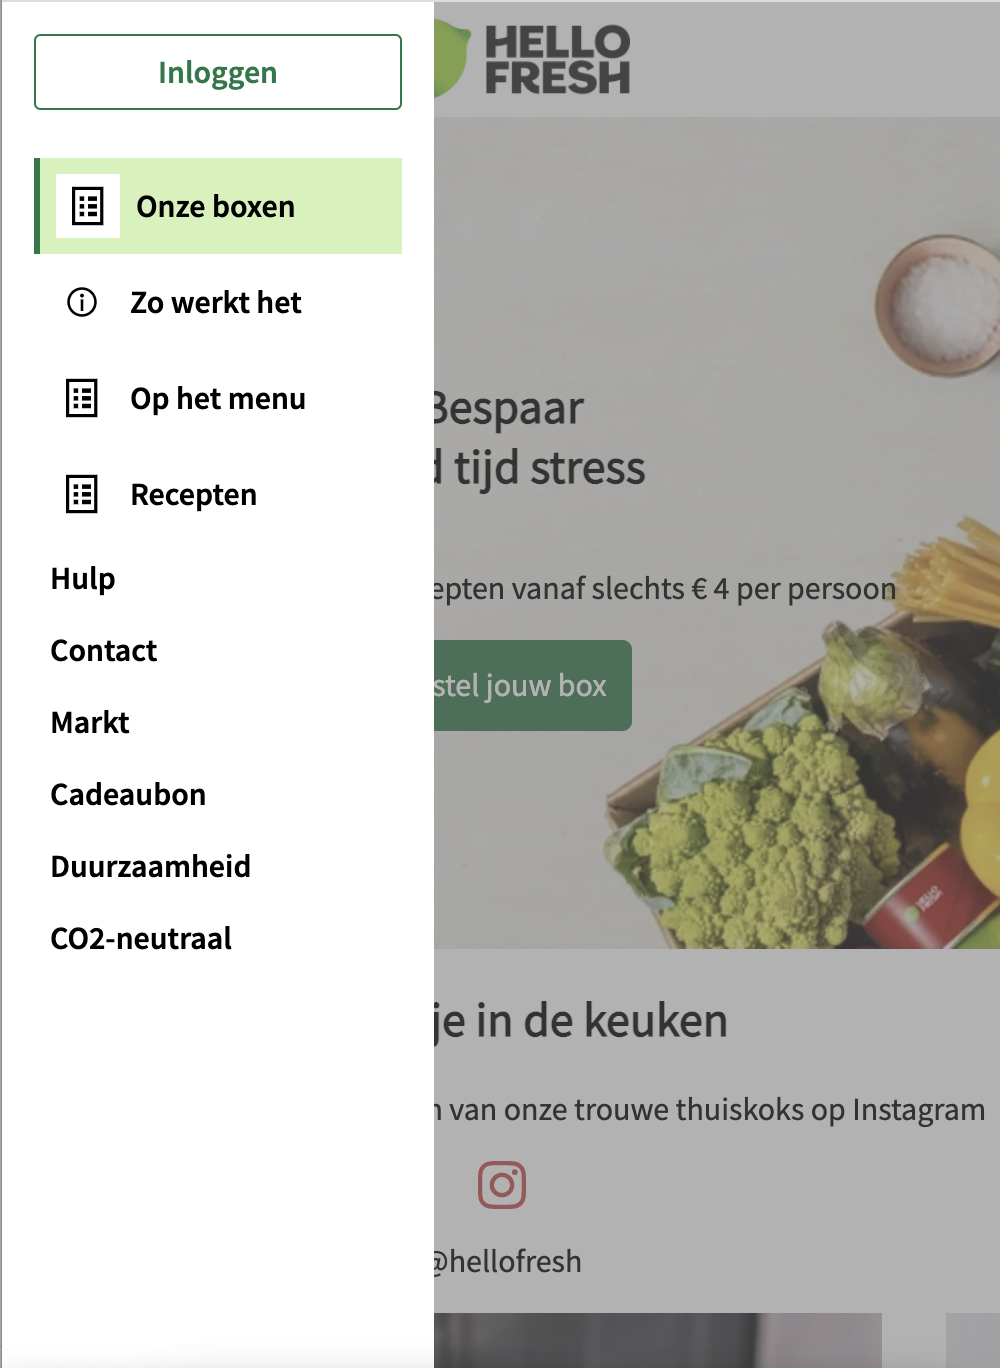 Inloggen
HELLO
FRESH
Onze boxen
Zo werkt het
Op het menu
Recepten
Hulp
Contact
Markt
Cadeaubon
Duurzaamheid
CO2-neutraal
Bespaar
tijd stress
epten vanaf slechts € 4 per persoon
stel jouw box
HELLO
FRESH
je in de keuken
van onze trouwe thuiskoks op Instagram
@hellofresh